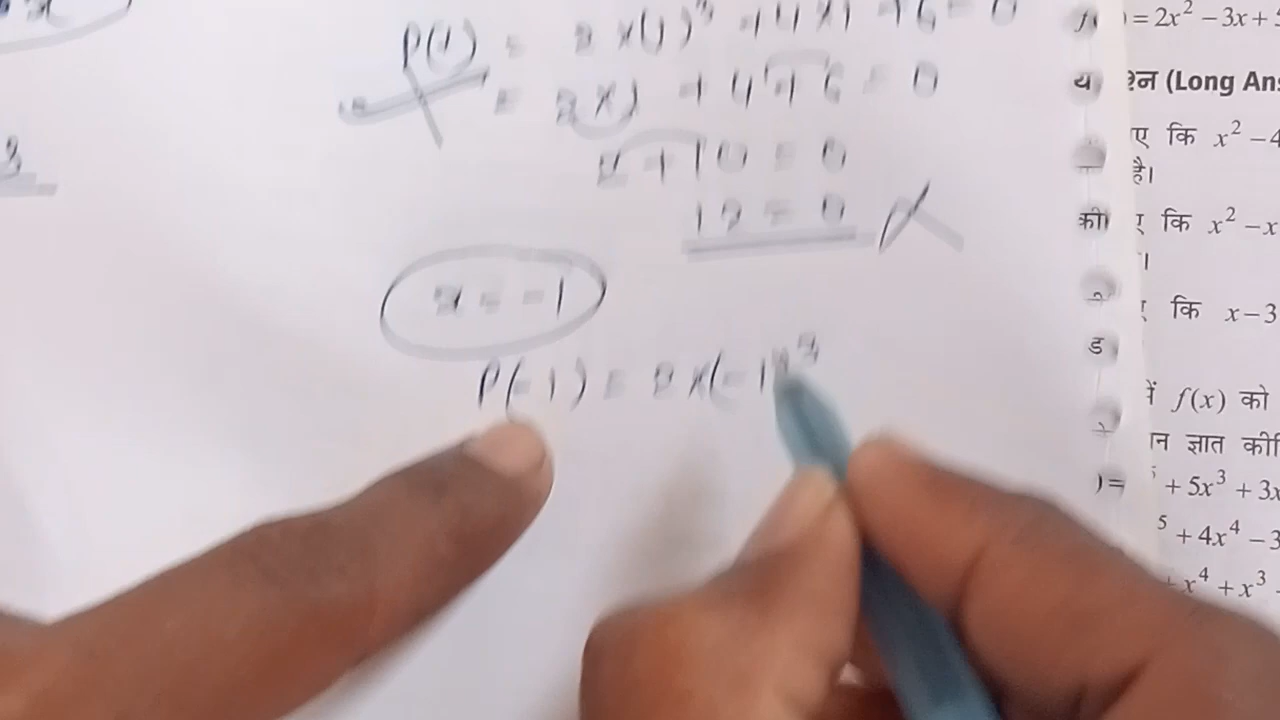 P(1) = 2×(1)³ + 4×1 + 6 = 0
= 2×1 + 4 + 6 = 0
2 + 10 = 0
12 = 0
3
x = -1
P(-1) = 2×(-1)³
) = 2x² − 3x +
श्न (Long Ans
ए कि x² − 4
है।
की
कि x² − x
कि x − 3
ड
में f(x) को
ज्ञात कीि
) = + 5x³ + 3x
5 + 4x⁴ − 3
x⁴ + x³